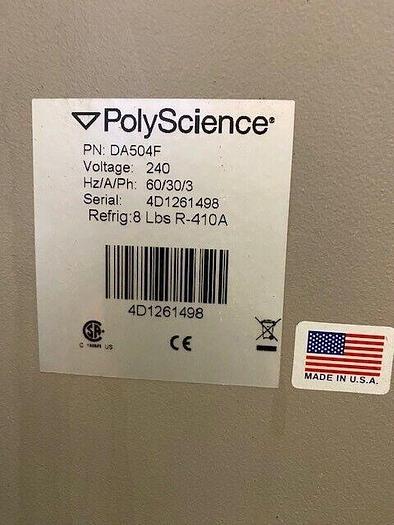 PolyScience®
PN: DA504F
Voltage: 240
Hz/A/Ph: 60/30/3
Serial: 4D1261498
Refrig:8 Lbs R-410A
4D1261498
C US
CE
MADE IN U.S.A.